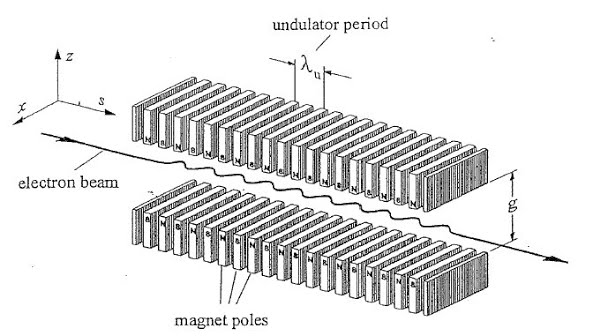 undulator period
λu
z
x
s
electron beam
g
N S N S N S N S N S N S N S N S N S N
S N S N S N S N S N S N S N S N S N S
magnet poles